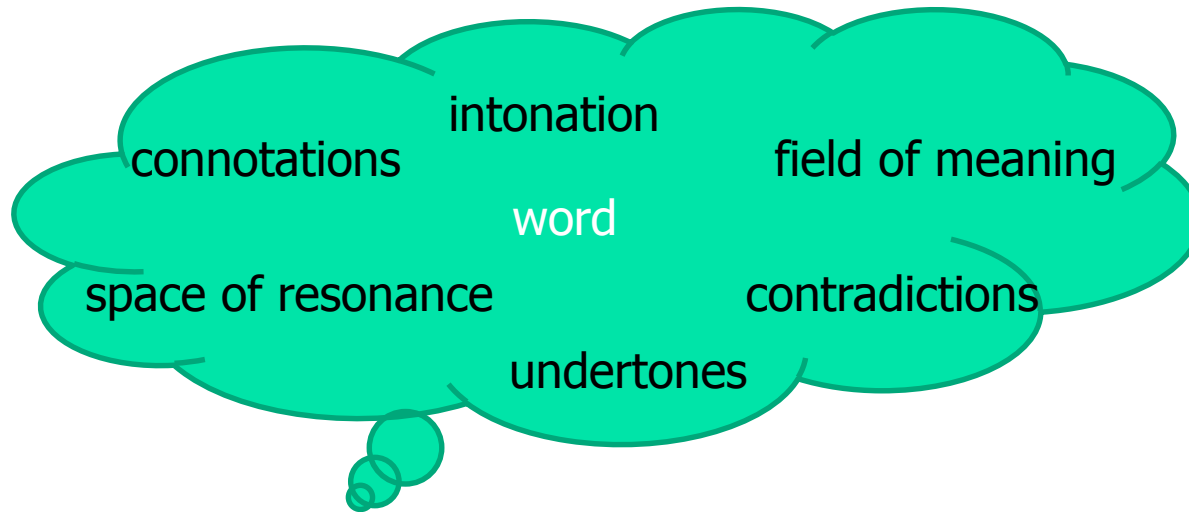 intonation
connotations
field of meaning
word
space of resonance
contradictions
undertones